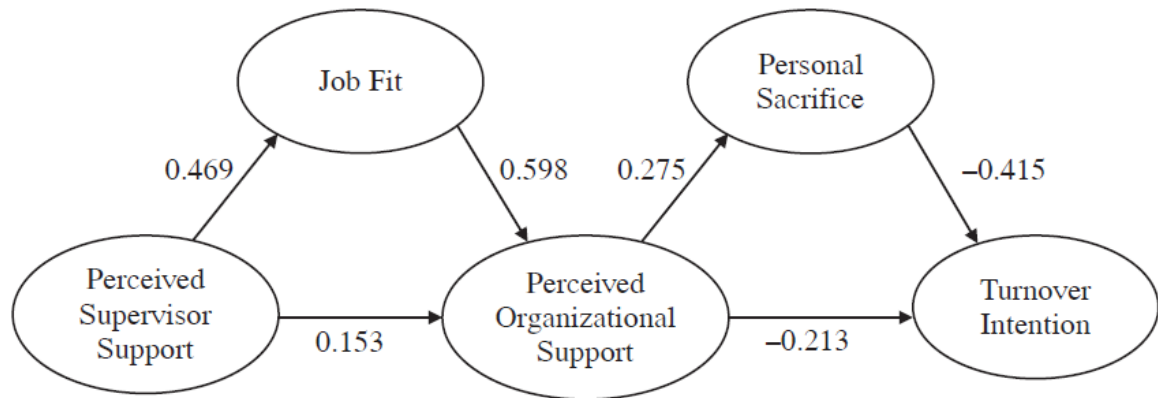 Job Fit
Personal
Sacrifice
0.469
0.598
0.275
–0.415
Perceived
Supervisor
Support
0.153
Perceived
Organizational
Support
–0.213
Turnover
Intention